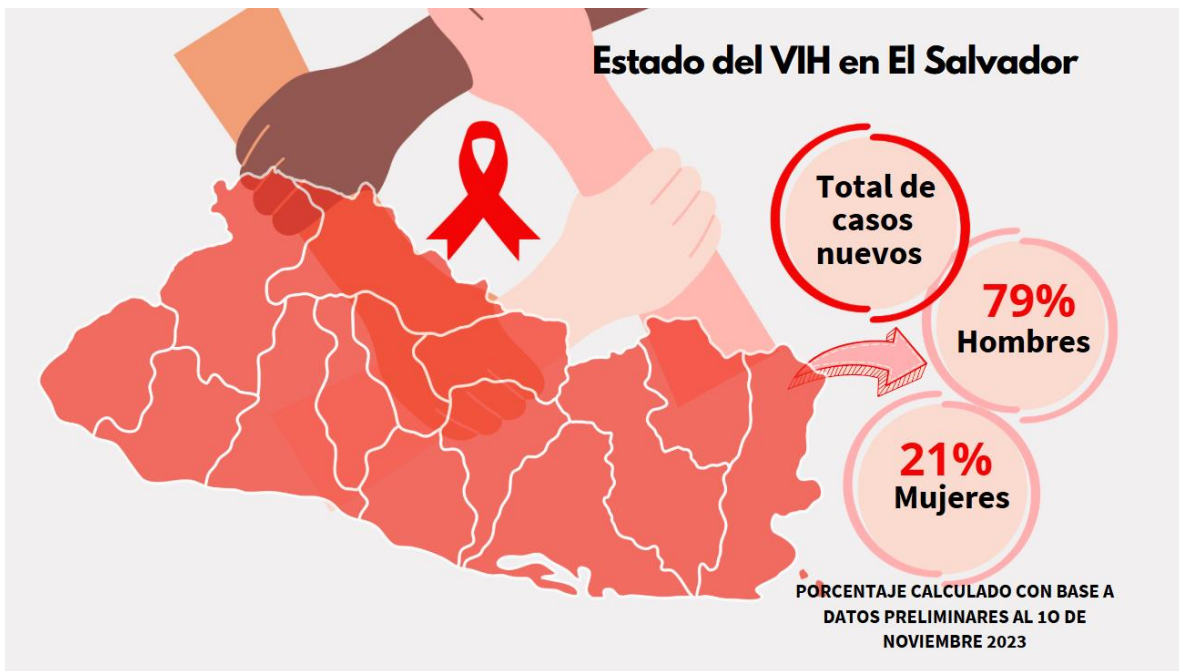 Estado del VIH en El Salvador
Total de
casos
nuevos
79%
Hombres
21%
Mujeres
PORCENTAJE CALCULADO CON BASE A
DATOS PRELIMINARES AL 10 DE
NOVIEMBRE 2023